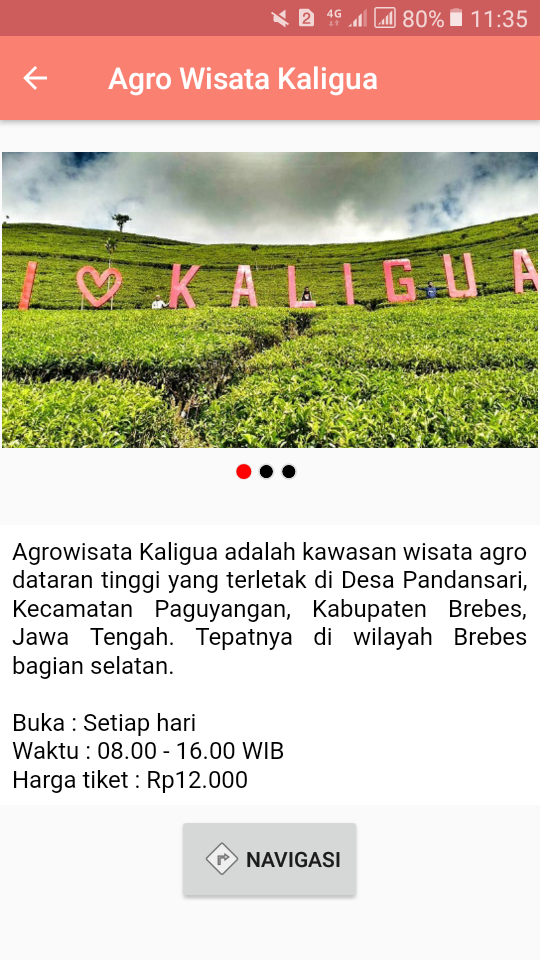 2 4G 80% 11:35
Agro Wisata Kaligua
I ♥ KALIGUA
Agrowisata Kaligua adalah kawasan wisata agro
dataran tinggi yang terletak di Desa Pandansari,
Kecamatan Paguyangan, Kabupaten Brebes,
Jawa Tengah. Tepatnya di wilayah Brebes
bagian selatan.
Buka : Setiap hari
Waktu : 08.00 - 16.00 WIB
Harga tiket : Rp12.000
NAVIGASI